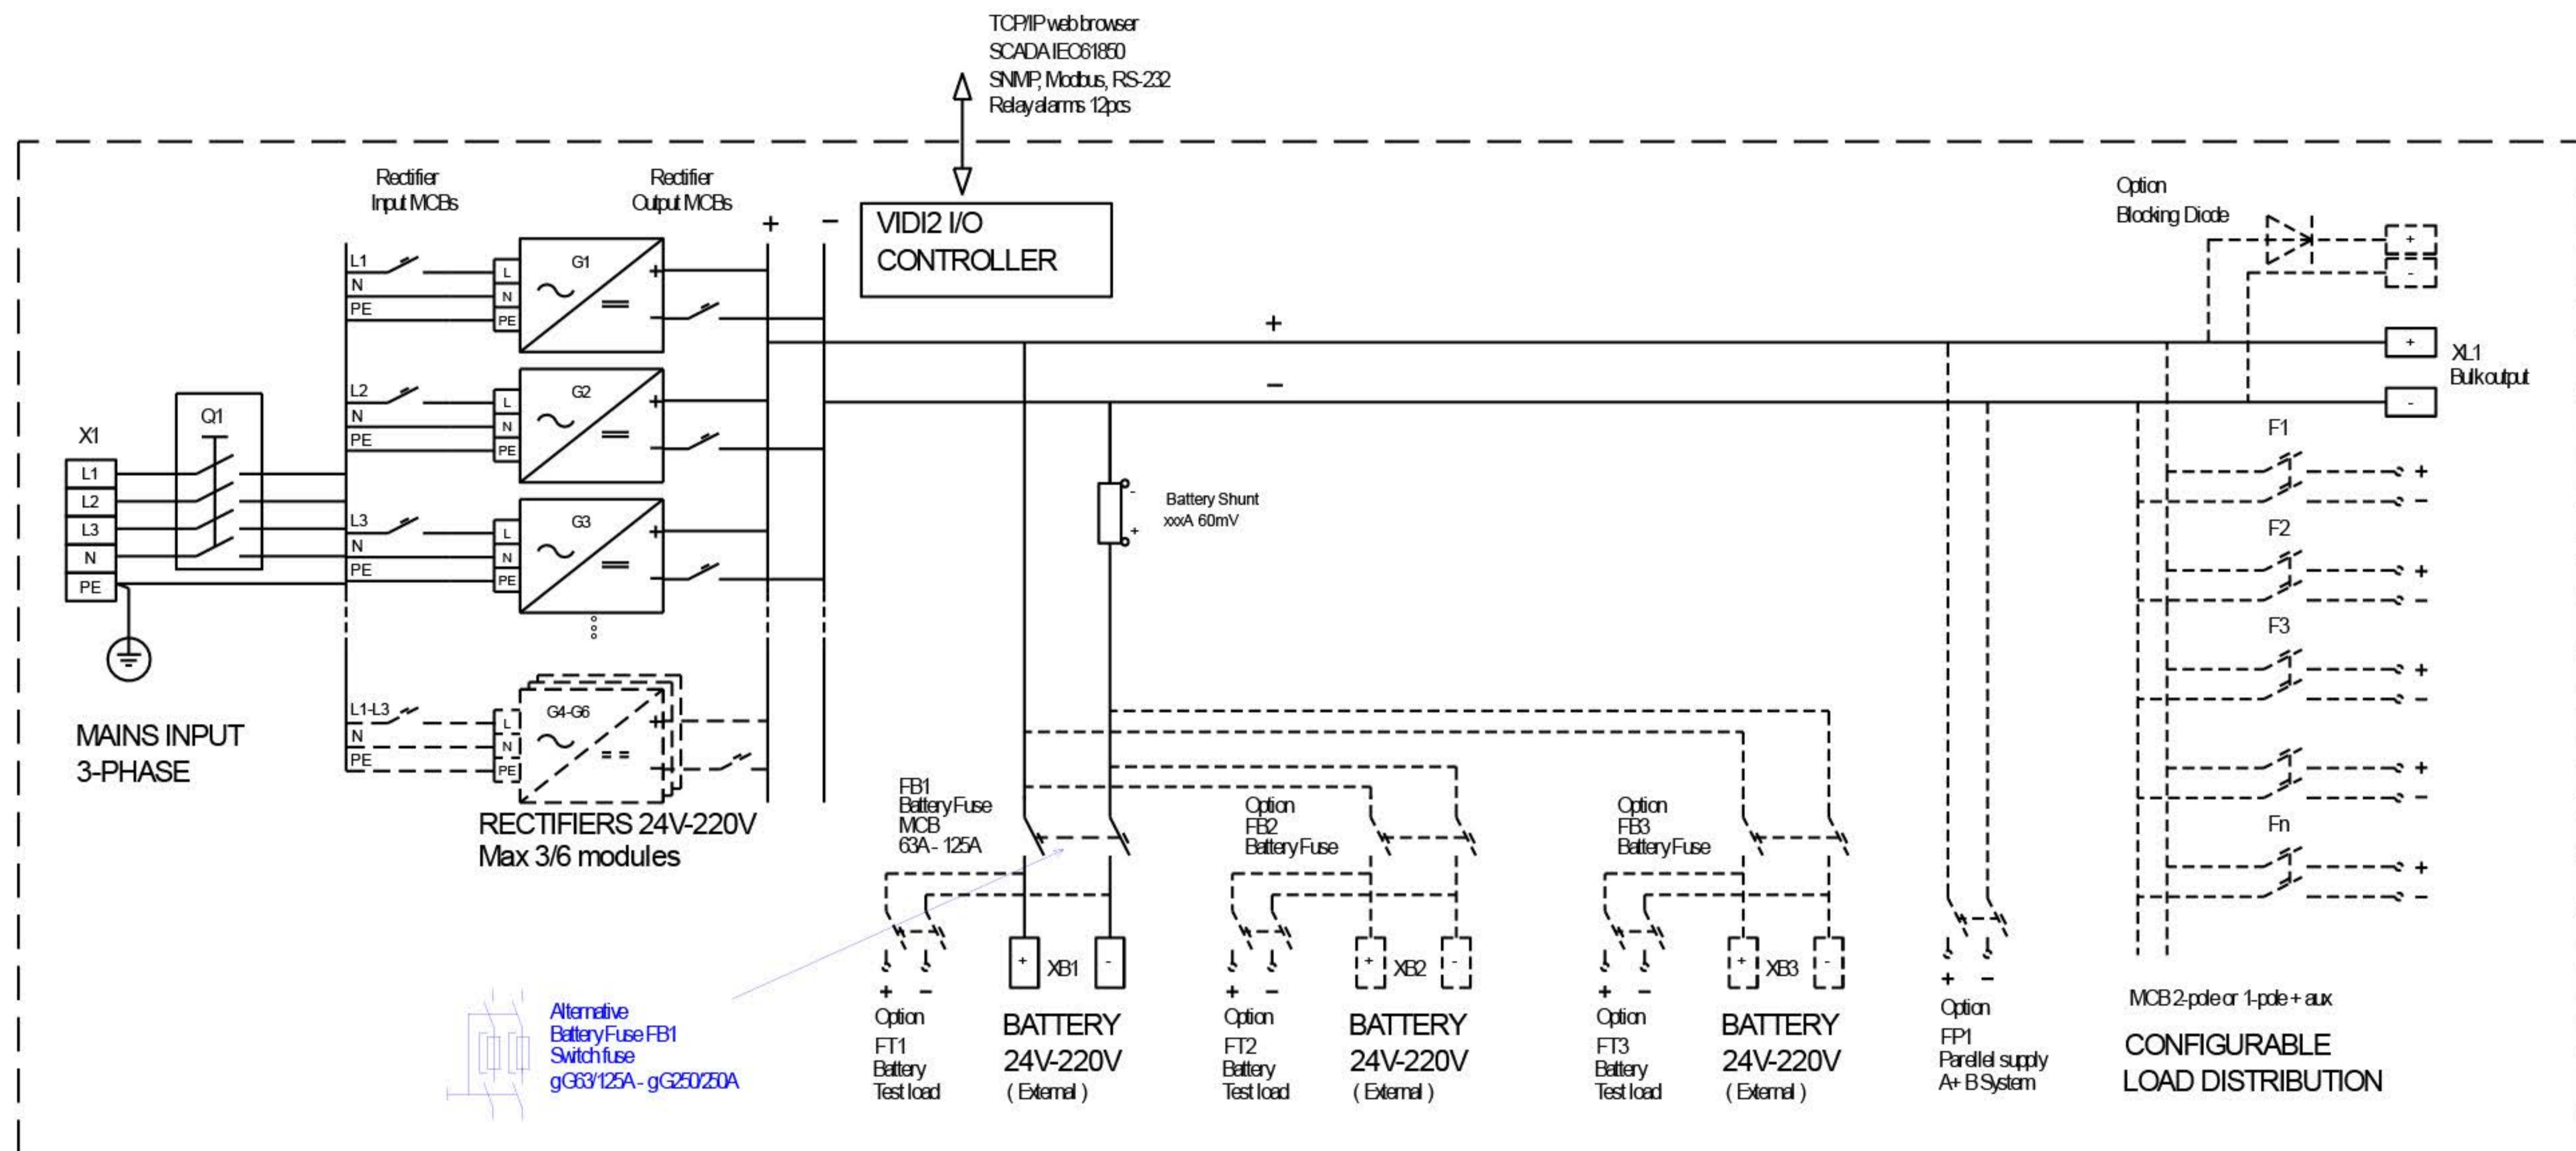 TCP/IP web browser
SCADA IEC61850
SNMP, Modbus, RS-232
Relay alarms 12pcs
Rectifier
Input MCBs
Rectifier
Output MCBs
+
−
VIDI2 I/O
CONTROLLER
Option
Blocking Diode
+
-
L1
N
PE
L
N
PE
G1
+
−
+
−
+
-
XL1
Bulk output
L2
N
PE
L
N
PE
G2
+
−
X1
L1
L2
L3
N
PE
Q1
L3
N
PE
L
N
PE
G3
+
−
-
+
Battery Shunt
xxxA 60mV
F1
+
−
F2
+
−
F3
+
−
+
−
Fn
+
−
MAINS INPUT
3-PHASE
L1-L3
N
PE
L
N
PE
G4-G6
+
−
RECTIFIERS 24V-220V
Max 3/6 modules
FB1
Battery Fuse
MCB
63A - 125A
Option
FB2
Battery Fuse
Option
FB3
Battery Fuse
Alternative
Battery Fuse FB1
Switch fuse
gG63/125A - gG250/250A
+ −
Option
FT1
Battery
Test load
+ XB1 -
BATTERY
24V-220V
( External )
+ −
Option
FT2
Battery
Test load
+ XB2 -
BATTERY
24V-220V
( External )
+ −
Option
FT3
Battery
Test load
+ XB3 -
BATTERY
24V-220V
( External )
+ −
Option
FP1
Parellel supply
A+ B System
MCB 2-pole or 1-pole + aux
CONFIGURABLE
LOAD DISTRIBUTION